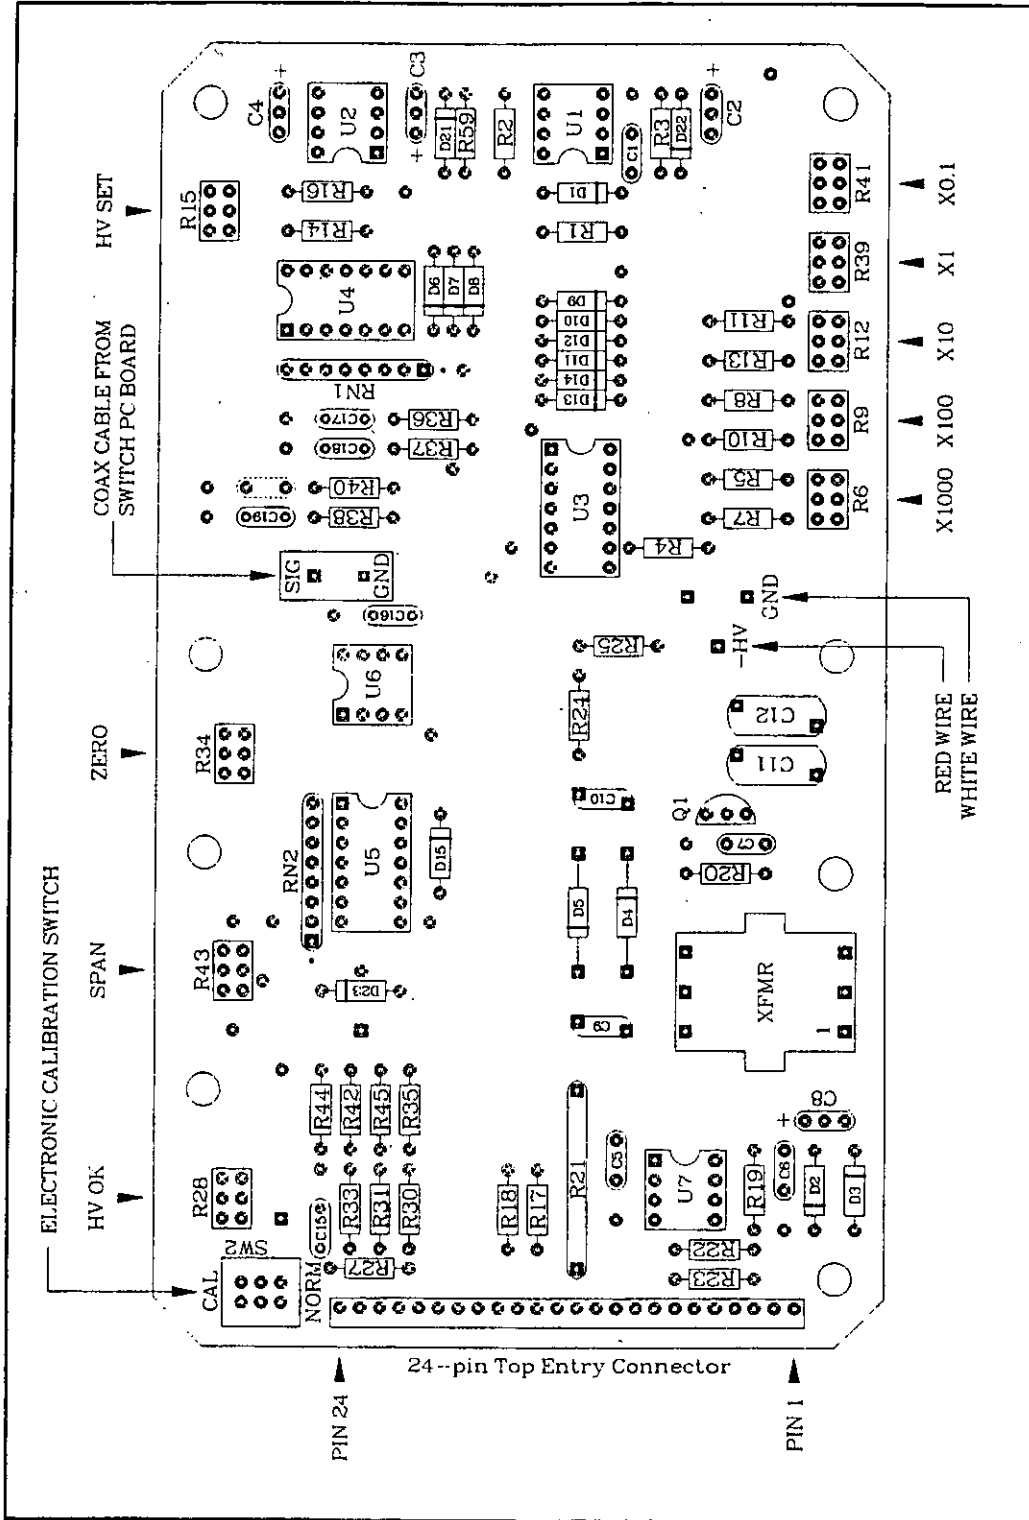 ELECTRONIC CALIBRATION SWITCH
HV OK
SPAN
ZERO
COAX CABLE FROM
SWITCH PC BOARD
HV SET
CAL
SW2
NORM
R28
R43
R34
R15
C4
+
U2
C3
+
D21
R59
R2
U1
C1
R3
D22
+
C2
R16
R14
D1
R1
U4
D6
D7
D8
RN1
D9
D10
D12
D11
D14
D13
R11
R13
R8
R10
R5
R7
R41
R39
R12
R9
R6
X0.1
X1
X10
X100
X1000
C17
C18
R36
R37
R40
C19
R38
U3
R4
SIG
GND
C16
GND
-HV
RED WIRE
WHITE WIRE
U6
R25
R24
C12
C11
C10
Q1
C7
R20
RN2
U5
D15
D5
D4
D23
C9
XFMR
1
R44
R42
R45
R35
R33
R31
R30
C15
R27
R18
R17
R21
C5
U7
R19
C6
D2
D3
+
C8
R22
R23
24--pin Top Entry Connector
PIN 24
PIN 1